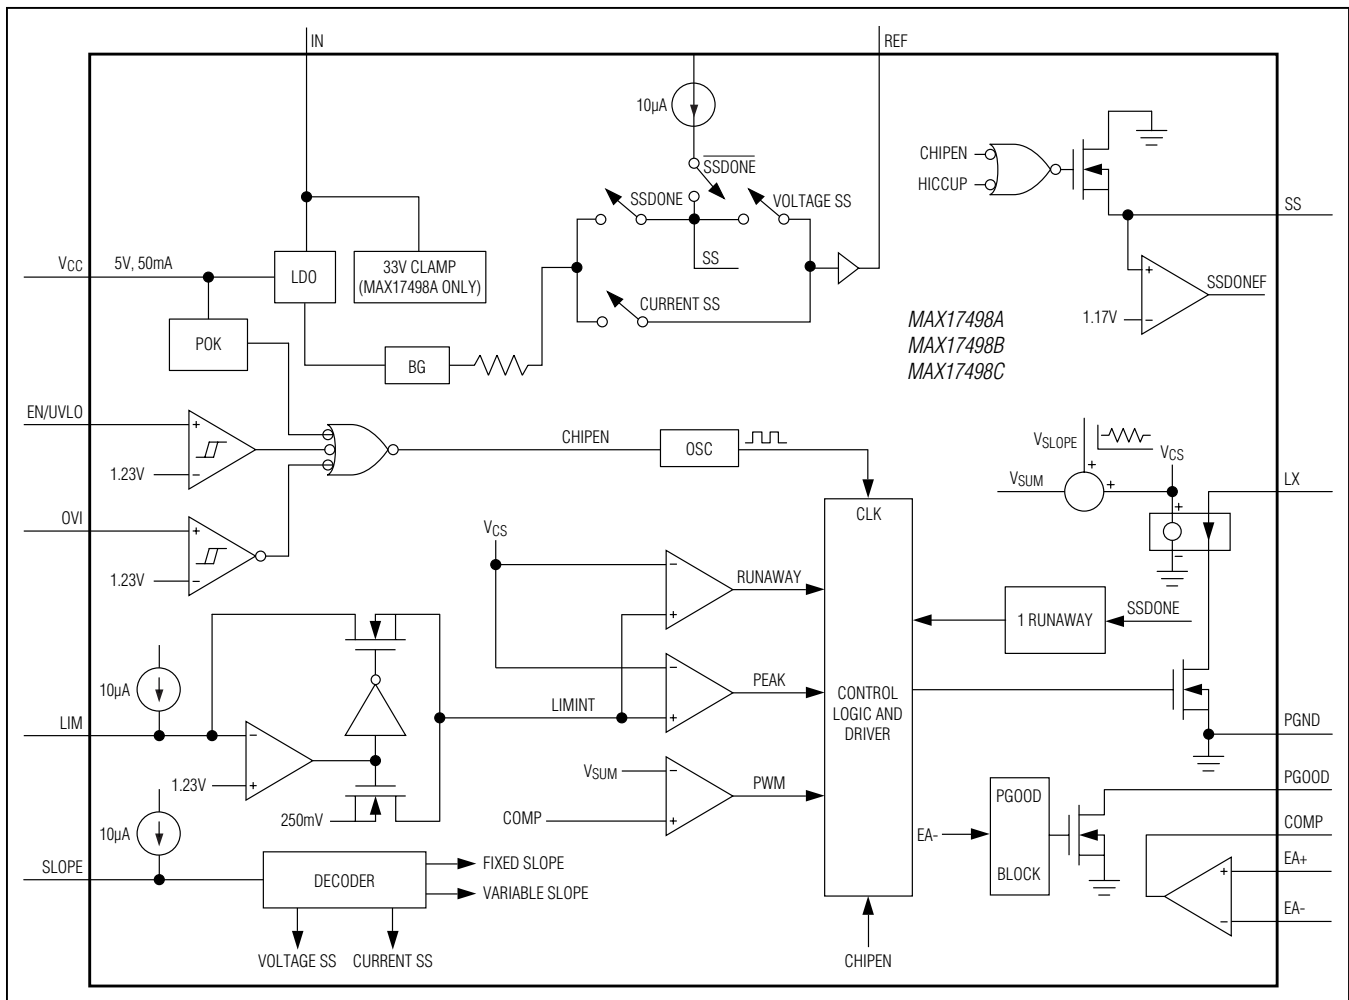 IN
REF
10µA
SSDONE
CHIPEN
HICCUP
SSDONE
VOLTAGE SS
SS
VCC
5V, 50mA
LDO
33V CLAMP
(MAX17498A ONLY)
SS
SSDONEF
1.17V
CURRENT SS
MAX17498A
MAX17498B
MAX17498C
POK
BG
EN/UVLO
1.23V
CHIPEN
OSC
VSLOPE
VCS
VSUM
LX
OVI
1.23V
VCS
CLK
RUNAWAY
1 RUNAWAY
SSDONE
10µA
LIM
1.23V
250mV
LIMINT
PEAK
CONTROL
LOGIC AND
DRIVER
PGND
VSUM
PWM
COMP
PGOOD
PGOOD
BLOCK
EA-
COMP
EA+
EA-
10µA
SLOPE
DECODER
FIXED SLOPE
VARIABLE SLOPE
VOLTAGE SS
CURRENT SS
CHIPEN